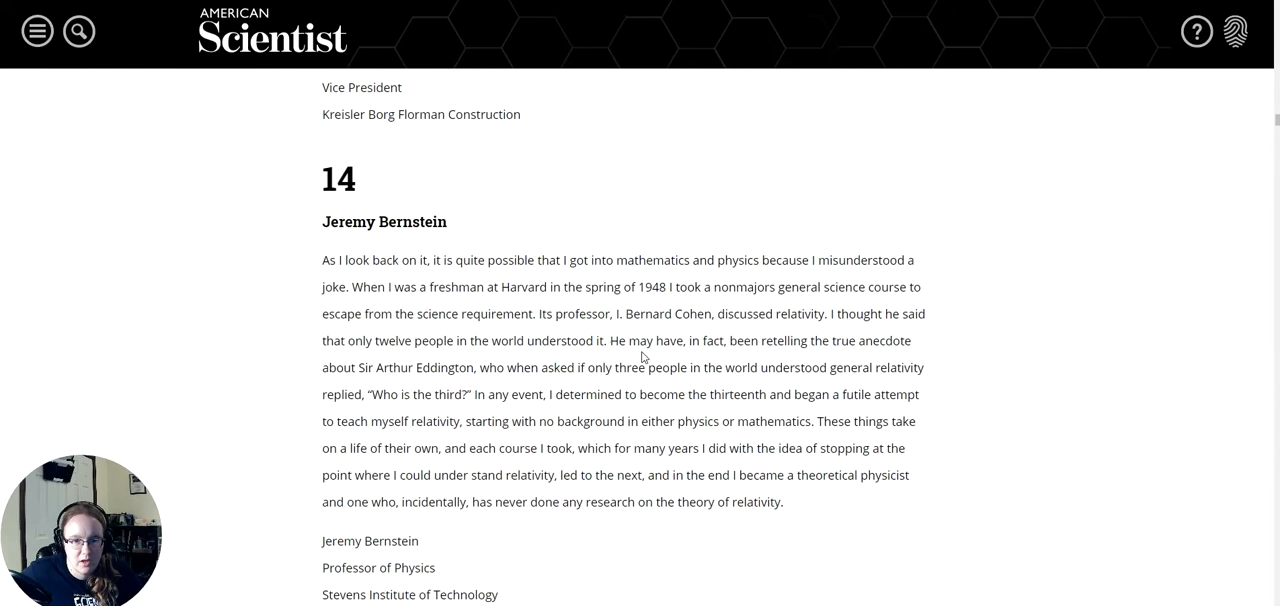 AMERICAN
Scientist
?
Vice President
Kreisler Borg Florman Construction
14
Jeremy Bernstein
As I look back on it, it is quite possible that I got into mathematics and physics because I misunderstood a
joke. When I was a freshman at Harvard in the spring of 1948 I took a nonmajors general science course to
escape from the science requirement. Its professor, I. Bernard Cohen, discussed relativity. I thought he said
that only twelve people in the world understood it. He may have, in fact, been retelling the true anecdote
about Sir Arthur Eddington, who when asked if only three people in the world understood general relativity
replied, “Who is the third?” In any event, I determined to become the thirteenth and began a futile attempt
to teach myself relativity, starting with no background in either physics or mathematics. These things take
on a life of their own, and each course I took, which for many years I did with the idea of stopping at the
point where I could under stand relativity, led to the next, and in the end I became a theoretical physicist
and one who, incidentally, has never done any research on the theory of relativity.
Jeremy Bernstein
Professor of Physics
Stevens Institute of Technology